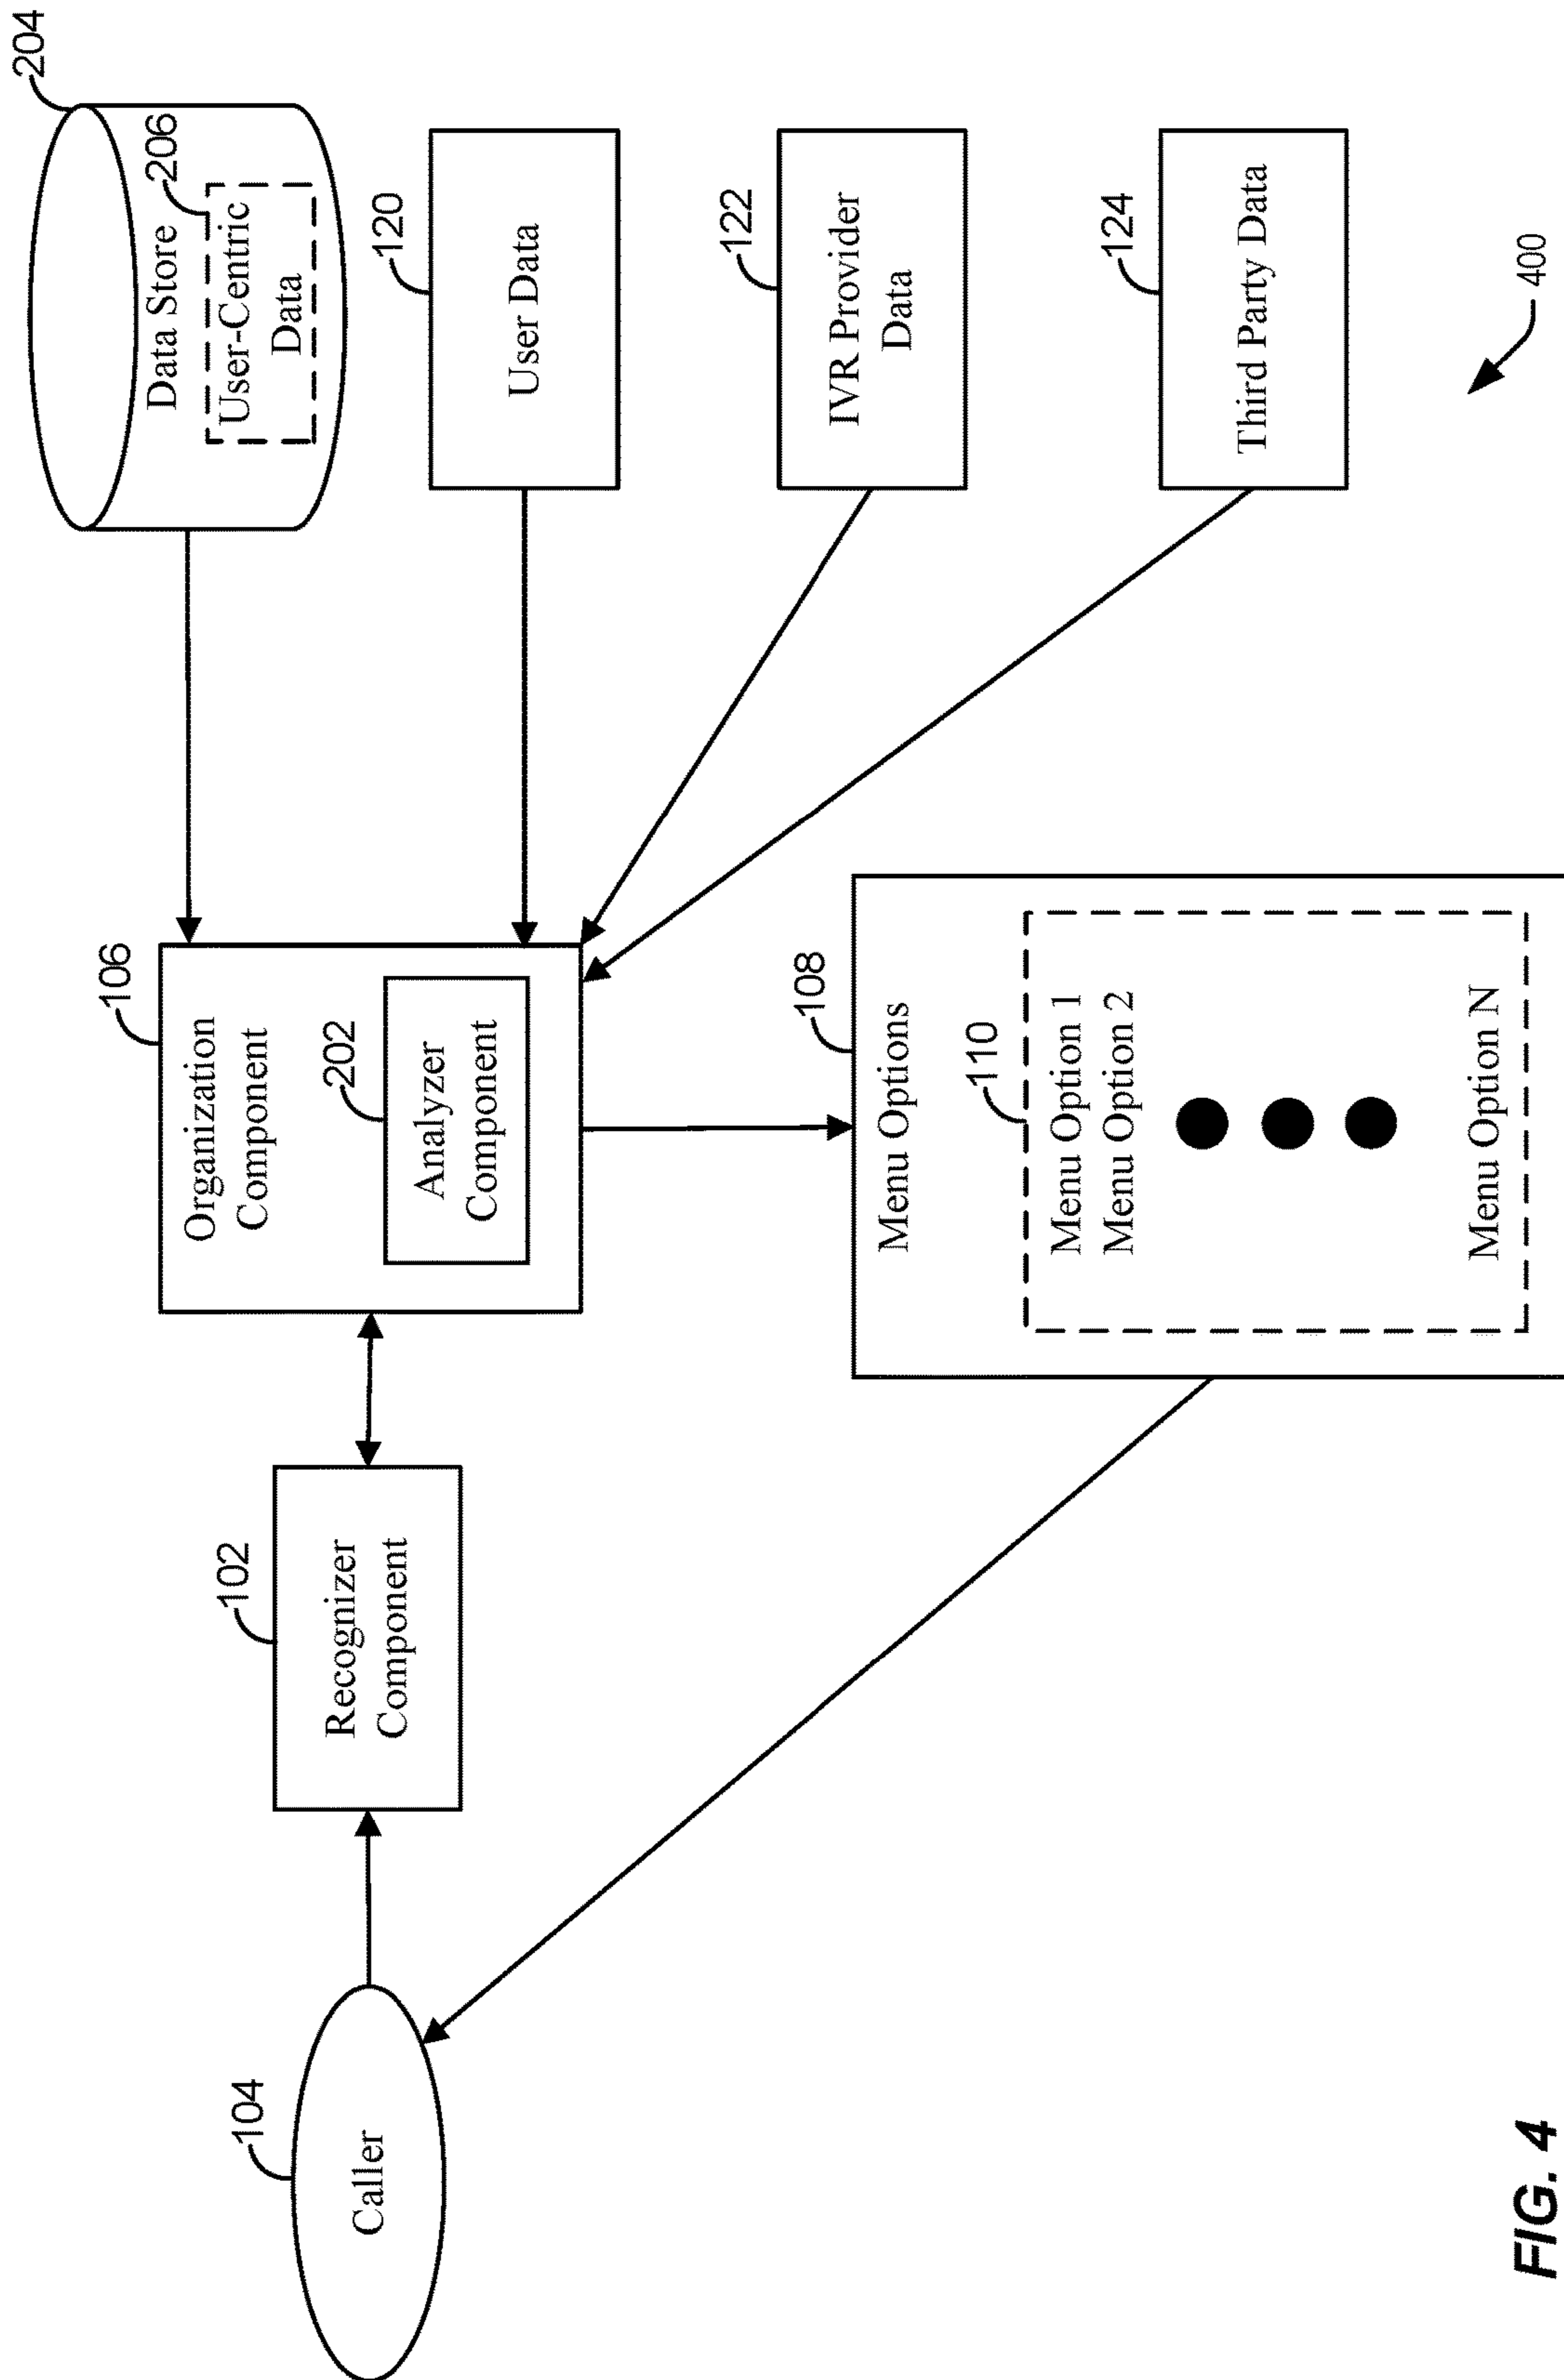 204
Data Store
206
User-Centric
Data
106
Organization
Component
202
Analyzer
Component
120
User Data
102
Recognizer
Component
104
Caller
122
IVR Provider
Data
108
Menu Options
110
Menu Option 1
Menu Option 2
Menu Option N
124
Third Party Data
400
FIG. 4